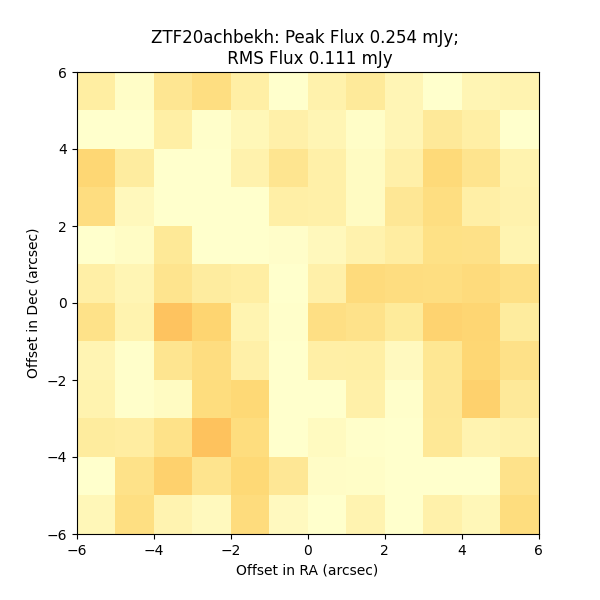 ZTF20achbekh: Peak Flux 0.254 mJy;
RMS Flux 0.111 mJy
6
4
2
0
−2
−4
−6
Offset in Dec (arcsec)
−6 −4 −2 0 2 4 6
Offset in RA (arcsec)